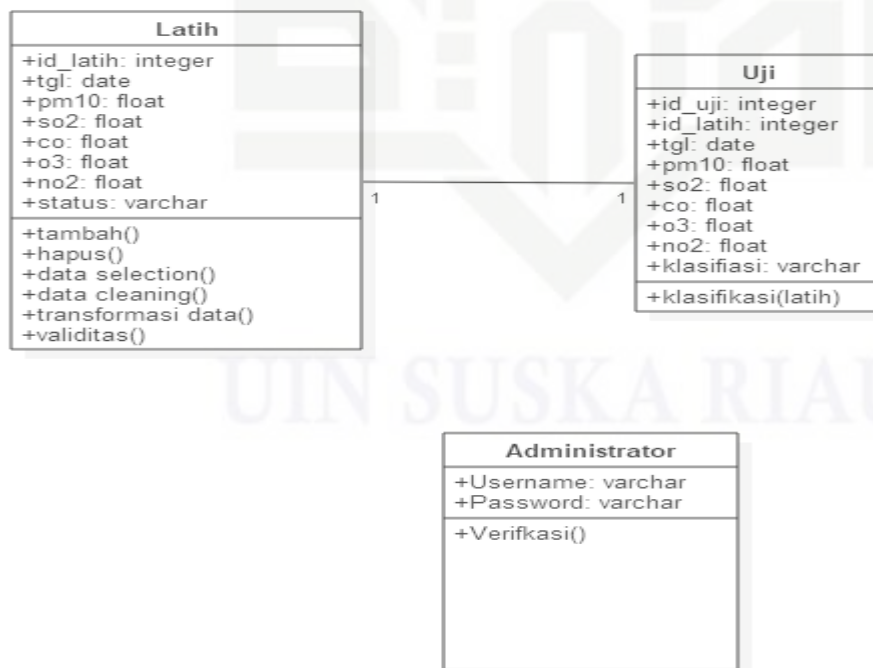 Latih
+id_latih: integer
+tgl: date
+pm10: float
+so2: float
+co: float
+o3: float
+no2: float
+status: varchar
+tambah()
+hapus()
+data selection()
+data cleaning()
+transformasi data()
+validitas()
1
1
Uji
+id_uji: integer
+id_latih: integer
+tgl: date
+pm10: float
+so2: float
+co: float
+o3: float
+no2: float
+klasifiasi: varchar
+klasifikasi(latih)
UIN SUSKA RIAU
Administrator
+Username: varchar
+Password: varchar
+Verifkasi()